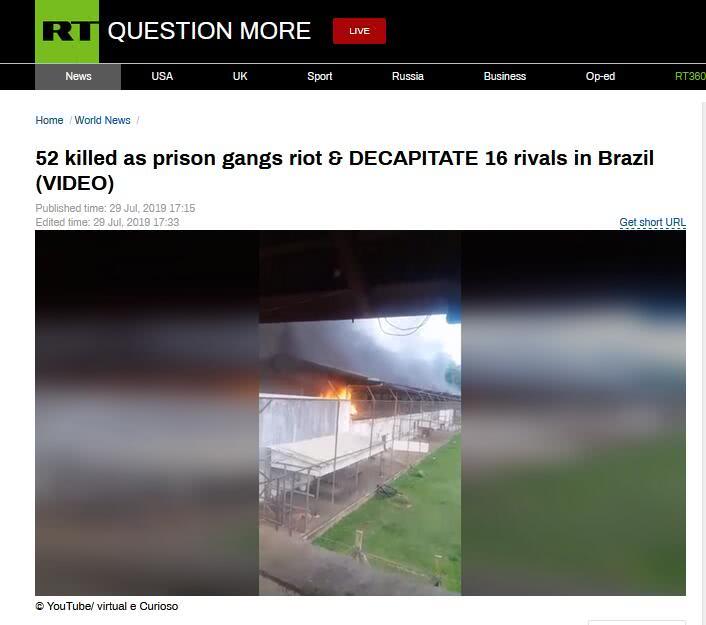 RT QUESTION MORE LIVE
News USA UK Sport Russia Business Op-ed RT360
Home / World News /
52 killed as prison gangs riot & DECAPITATE 16 rivals in Brazil
(VIDEO)
Published time: 29 Jul, 2019 17:15
Edited time: 29 Jul, 2019 17:33
Get short URL
© YouTube/ virtual e Curioso